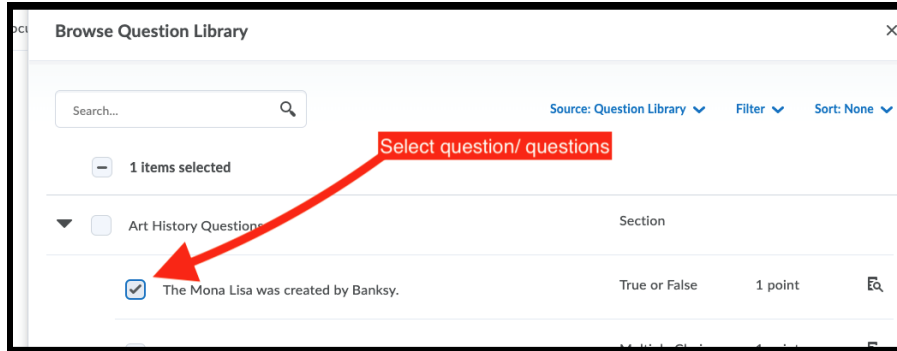 Browse Question Library
Search...
Source: Question Library
Filter
Sort: None
Select question/ questions
1 items selected
Art History Questions
Section
The Mona Lisa was created by Banksy.
True or False
1 point